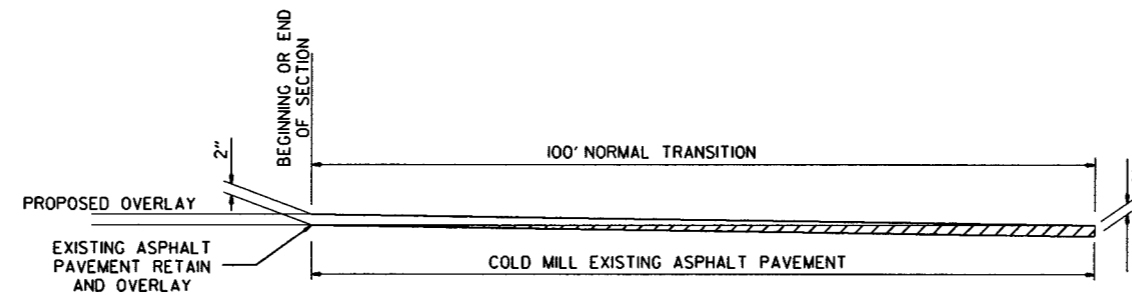 BEGINNING OR END
OF SECTION
2"
100' NORMAL TRANSITION
PROPOSED OVERLAY
EXISTING ASPHALT
PAVEMENT RETAIN
AND OVERLAY
COLD MILL EXISTING ASPHALT PAVEMENT